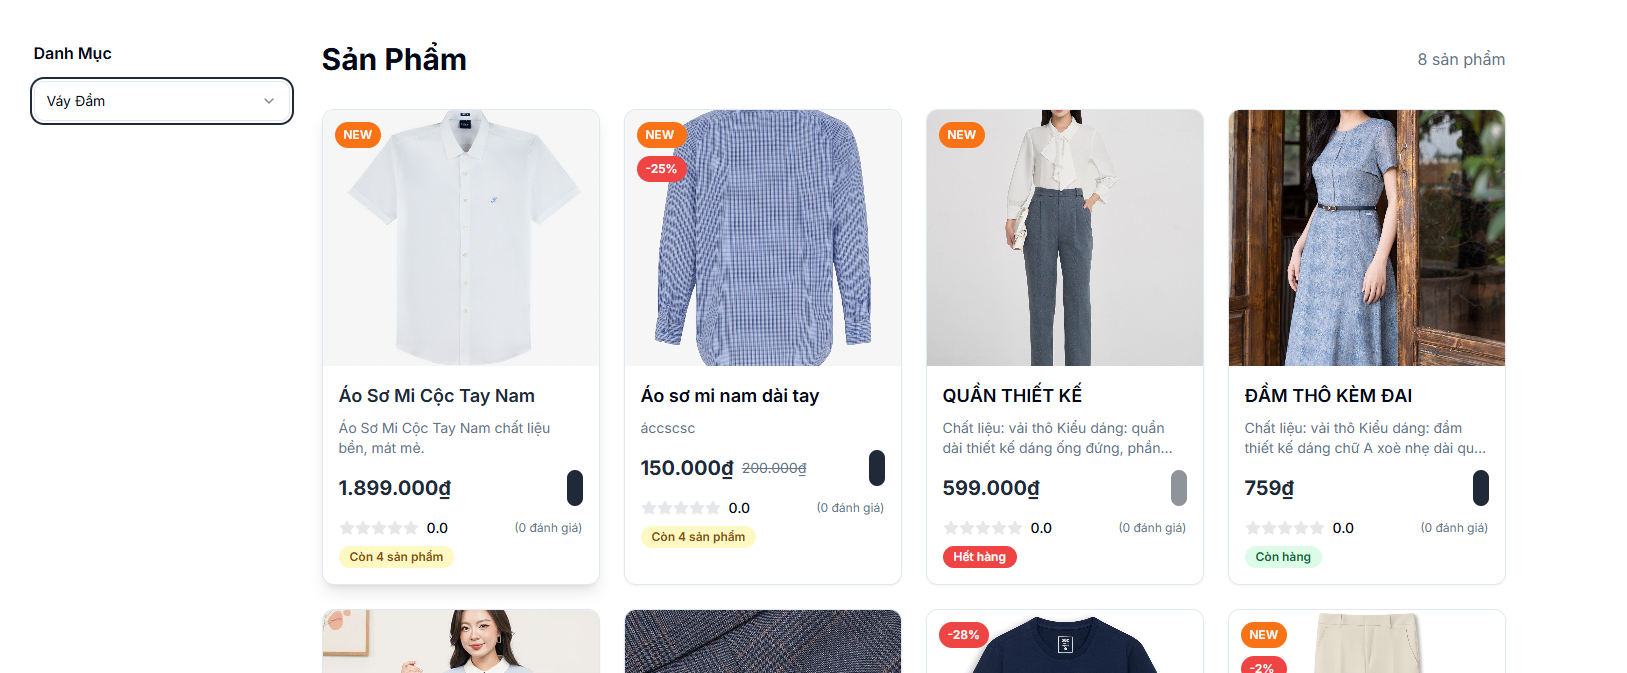 Danh Mục
Váy Đầm
Sản Phẩm
8 sản phẩm
NEW
Áo Sơ Mi Cộc Tay Nam
Áo Sơ Mi Cộc Tay Nam chất liệu
bền, mát mẻ.
1.899.000₫
0.0
(0 đánh giá)
Còn 4 sản phẩm
NEW
-25%
Áo sơ mi nam dài tay
áccscsc
150.000₫ 200.000₫
0.0
(0 đánh giá)
Còn 4 sản phẩm
NEW
QUẦN THIẾT KẾ
Chất liệu: vải thô Kiểu dáng: quần
dài thiết kế dáng ống đứng, phần...
599.000₫
0.0
(0 đánh giá)
Hết hàng
ĐẦM THÔ KÈM ĐAI
Chất liệu: vải thô Kiểu dáng: đầm
thiết kế dáng chữ A xoè nhẹ dài qu...
759₫
0.0
(0 đánh giá)
Còn hàng
-28%
NEW
-2%